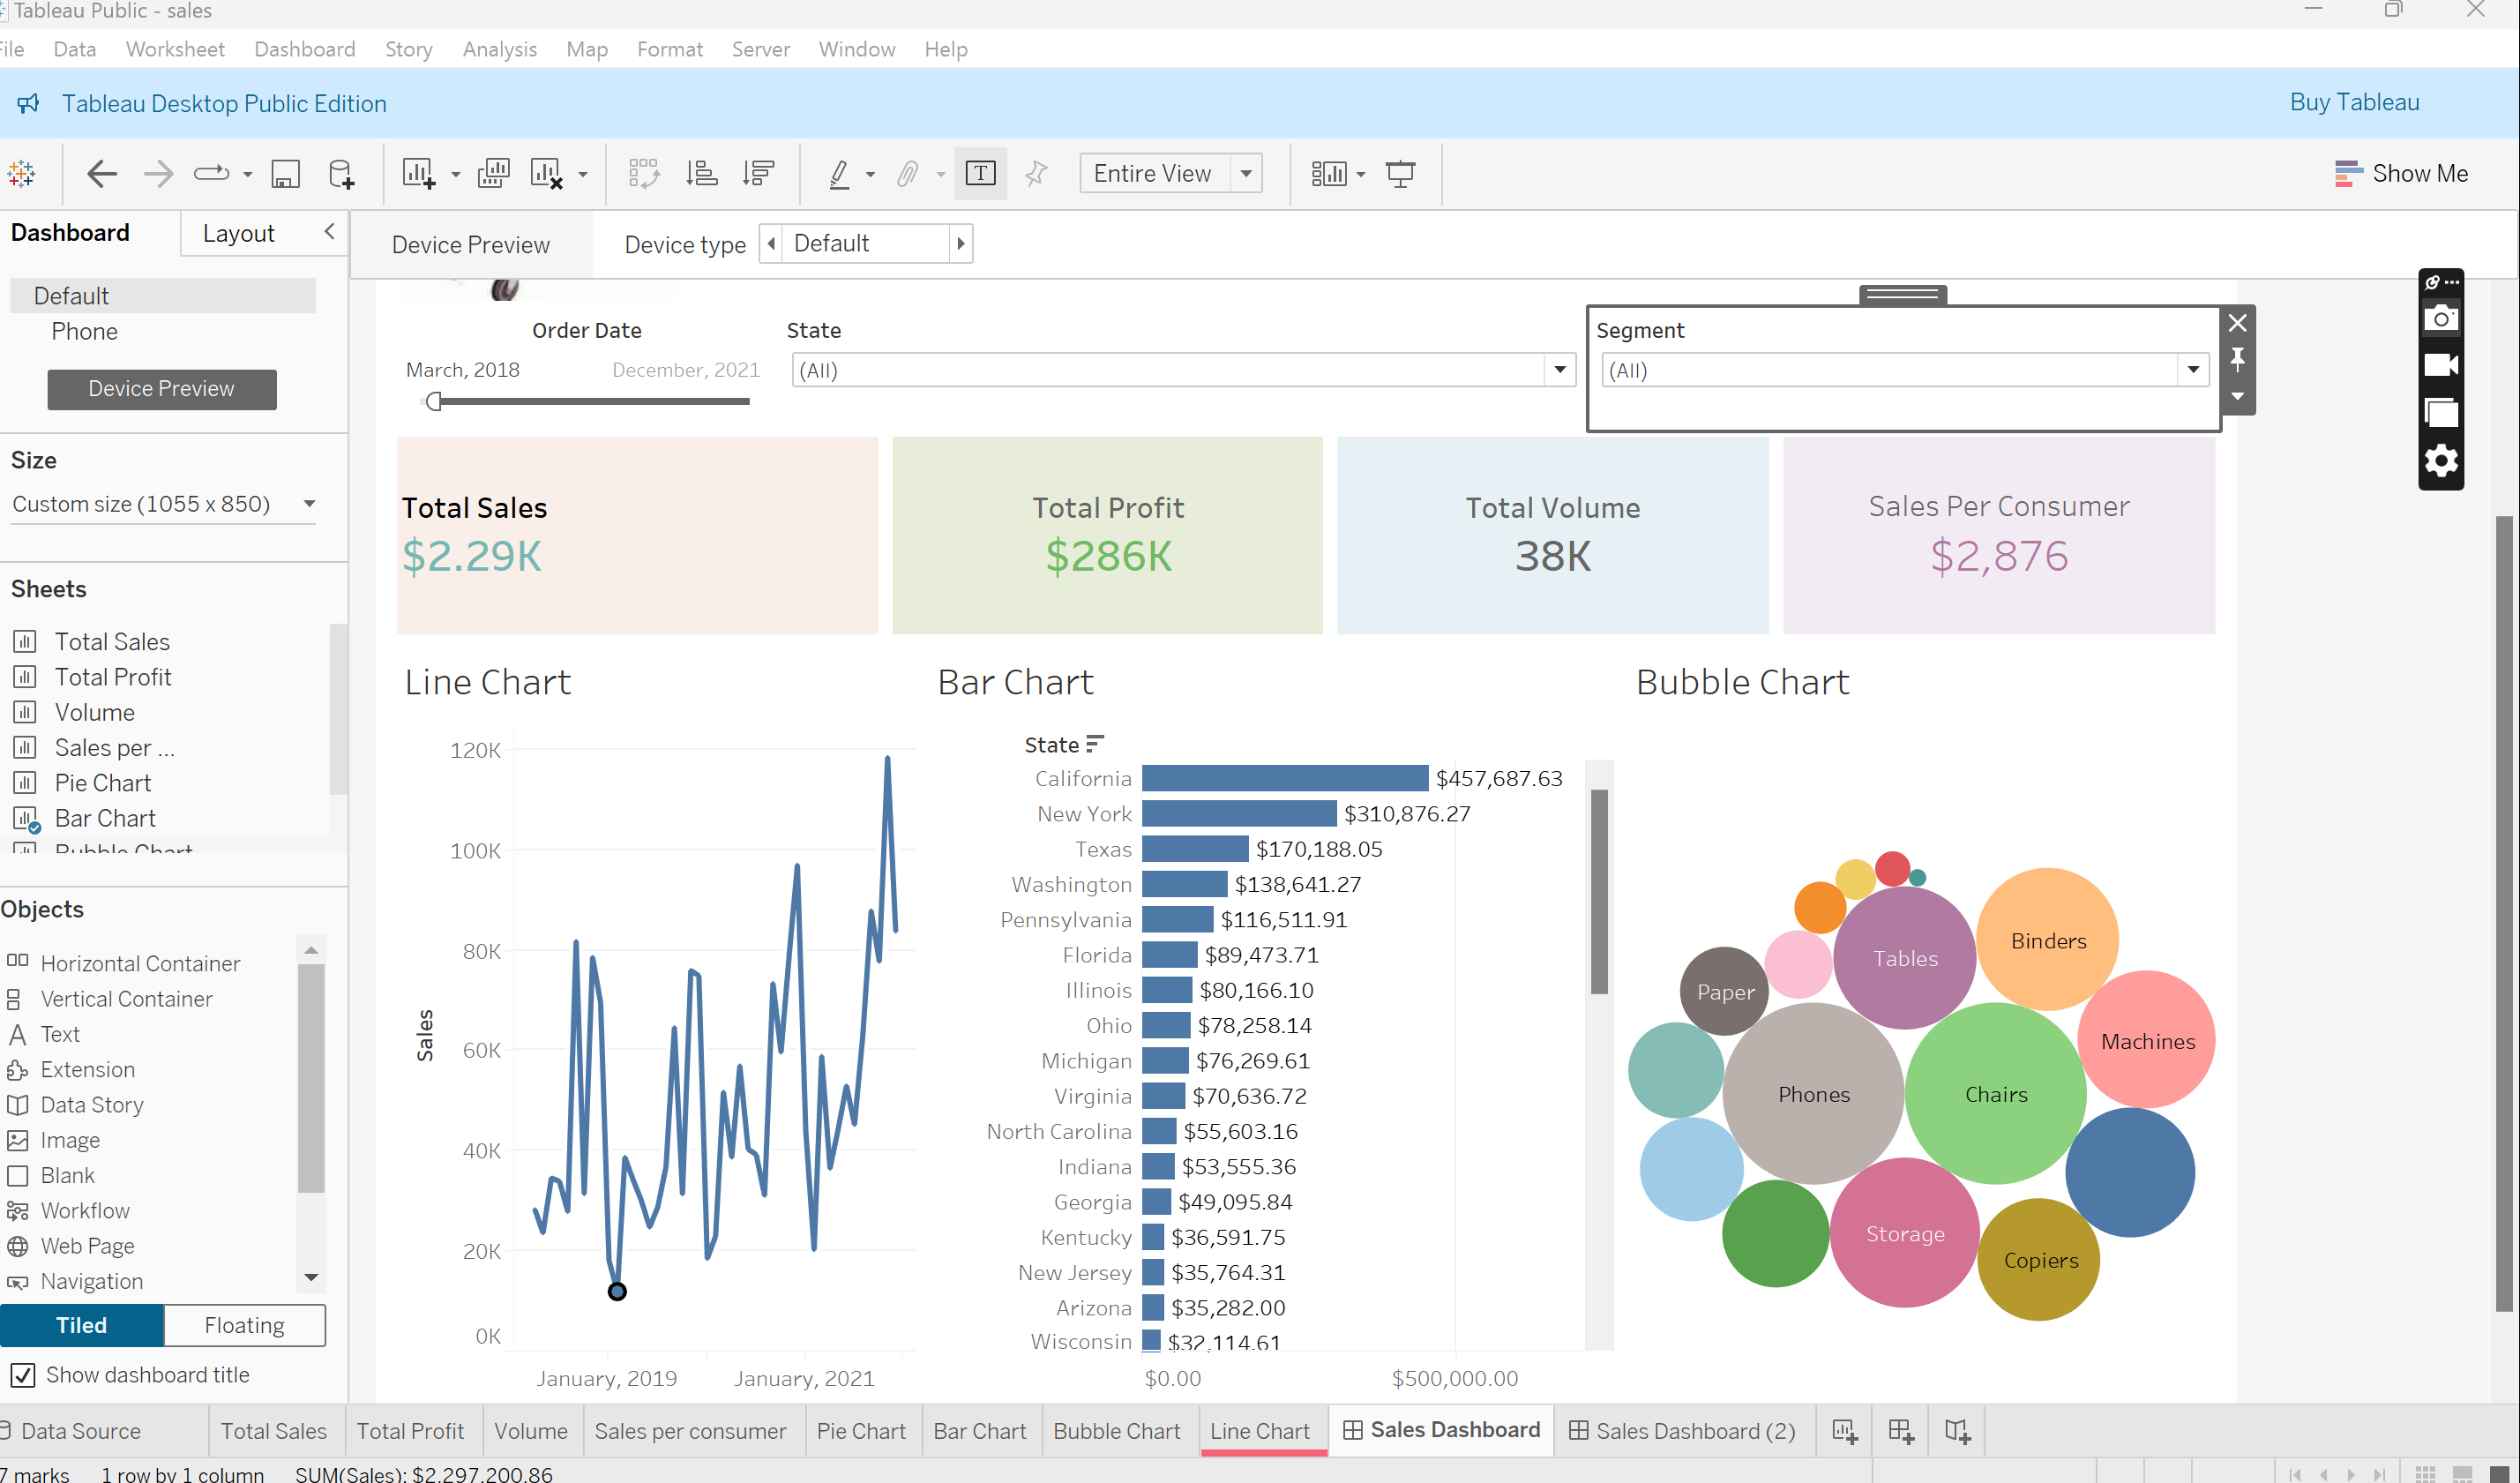 Tableau Public - sales
File Data Worksheet Dashboard Story Analysis Map Format Server Window Help
Tableau Desktop Public Edition
Buy Tableau
Entire View
Show Me
Dashboard
Layout
Device Preview
Device type
Default
Default
Phone
Device Preview
Size
Custom size (1055 x 850)
Sheets
Total Sales
Total Profit
Volume
Sales per ...
Pie Chart
Bar Chart
Bubble Chart
Objects
Horizontal Container
Vertical Container
Text
Extension
Data Story
Image
Blank
Workflow
Web Page
Navigation
Tiled
Floating
Show dashboard title
Order Date
March, 2018
December, 2021
State
(All)
Segment
(All)
Total Sales
$2.29K
Total Profit
$286K
Total Volume
38K
Sales Per Consumer
$2,876
Line Chart
120K
100K
80K
60K
40K
20K
0K
Sales
January, 2019
January, 2021
Bar Chart
State
California $457,687.63
New York $310,876.27
Texas $170,188.05
Washington $138,641.27
Pennsylvania $116,511.91
Florida $89,473.71
Illinois $80,166.10
Ohio $78,258.14
Michigan $76,269.61
Virginia $70,636.72
North Carolina $55,603.16
Indiana $53,555.36
Georgia $49,095.84
Kentucky $36,591.75
New Jersey $35,764.31
Arizona $35,282.00
Wisconsin $32,114.61
$0.00
$500,000.00
Bubble Chart
Tables
Binders
Paper
Machines
Phones
Chairs
Storage
Copiers
Data Source
Total Sales
Total Profit
Volume
Sales per consumer
Pie Chart
Bar Chart
Bubble Chart
Line Chart
Sales Dashboard
Sales Dashboard (2)
7 marks
1 row by 1 column
SUM(Sales): $2,297,200.86